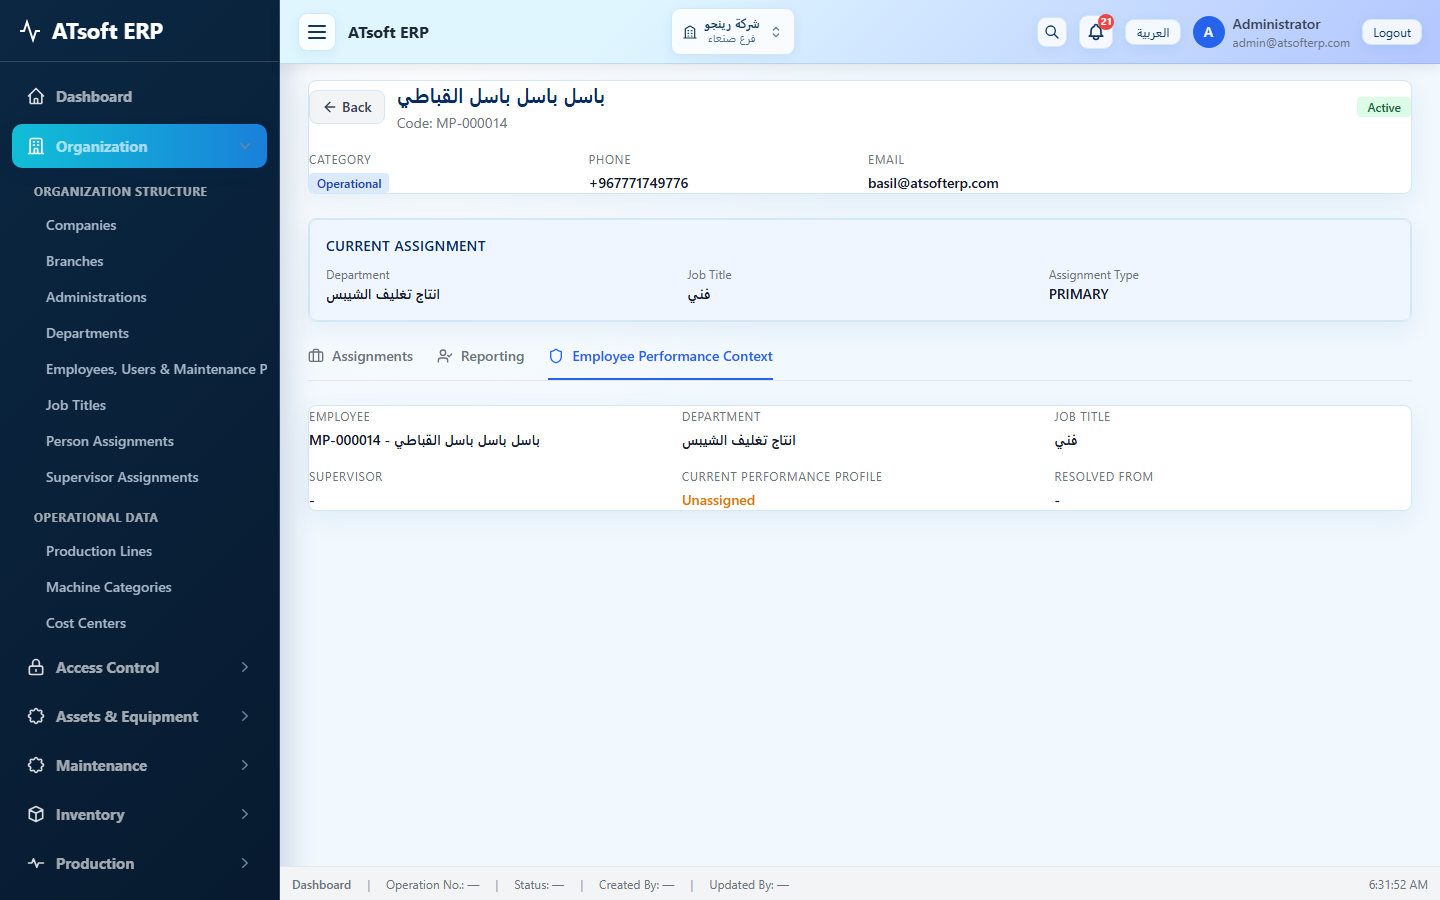 ATsoft ERP
Dashboard
Organization
ORGANIZATION STRUCTURE
Companies
Branches
Administrations
Departments
Employees, Users & Maintenance P
Job Titles
Person Assignments
Supervisor Assignments
OPERATIONAL DATA
Production Lines
Machine Categories
Cost Centers
Access Control
Assets & Equipment
Maintenance
Inventory
Production
ATsoft ERP
شركة رينجو
فرع صنعاء
21
العربية
A
Administrator
admin@atsofterp.com
Logout
Back
باسل باسل باسل القباطي
Code: MP-000014
Active
CATEGORY
PHONE
EMAIL
Operational
+967771749776
basil@atsofterp.com
CURRENT ASSIGNMENT
Department
Job Title
Assignment Type
انتاج تغليف الشيبس
فني
PRIMARY
Assignments
Reporting
Employee Performance Context
EMPLOYEE
DEPARTMENT
JOB TITLE
MP-000014 - باسل باسل باسل القباطي
انتاج تغليف الشيبس
فني
SUPERVISOR
CURRENT PERFORMANCE PROFILE
RESOLVED FROM
-
Unassigned
-
Dashboard | Operation No.: — | Status: — | Created By: — | Updated By: —
6:31:52 AM